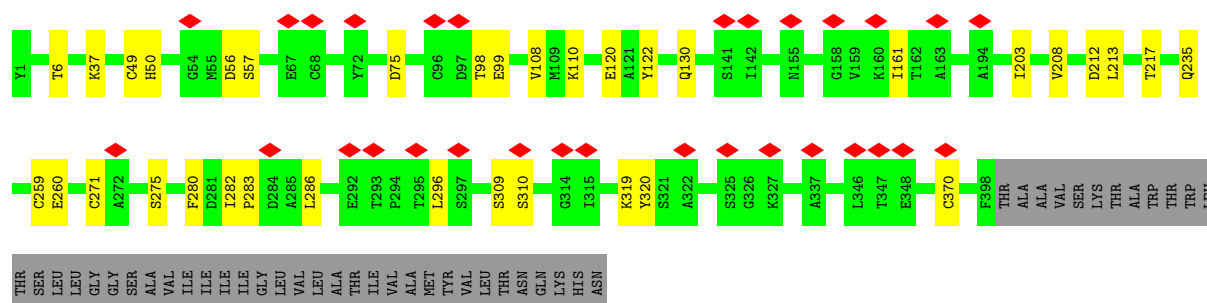 Y1 T6 K37 C49 H50 G54 M55 D56 S57 E67 C68 Y72 D75 C96 D97 T98 E99 V108 M109 K110 E120 A121 Y122 Q130 S141 I142 N155 G158 V159 K160 I161 T162 A163 A194 I203 V208 D212 L213 T217 Q235
C259 E260 C271 A272 S275 F280 D281 I282 P283 D284 A285 L286 E292 T293 P294 T295 L296 S297 S309 S310 G314 I315 K319 Y320 S321 A322 S325 G326 K327 A337 L346 T347 E348 C370 F398 THR ALA ALA VAL SER LYS THR ALA TRP THR THR TRP
THR SER LEU LEU GLY GLY SER ALA VAL ILE ILE ILE ILE GLY LEU VAL LEU ALA THR ILE VAL ALA MET TYR VAL LEU THR ASN GLN LYS HIS ASN